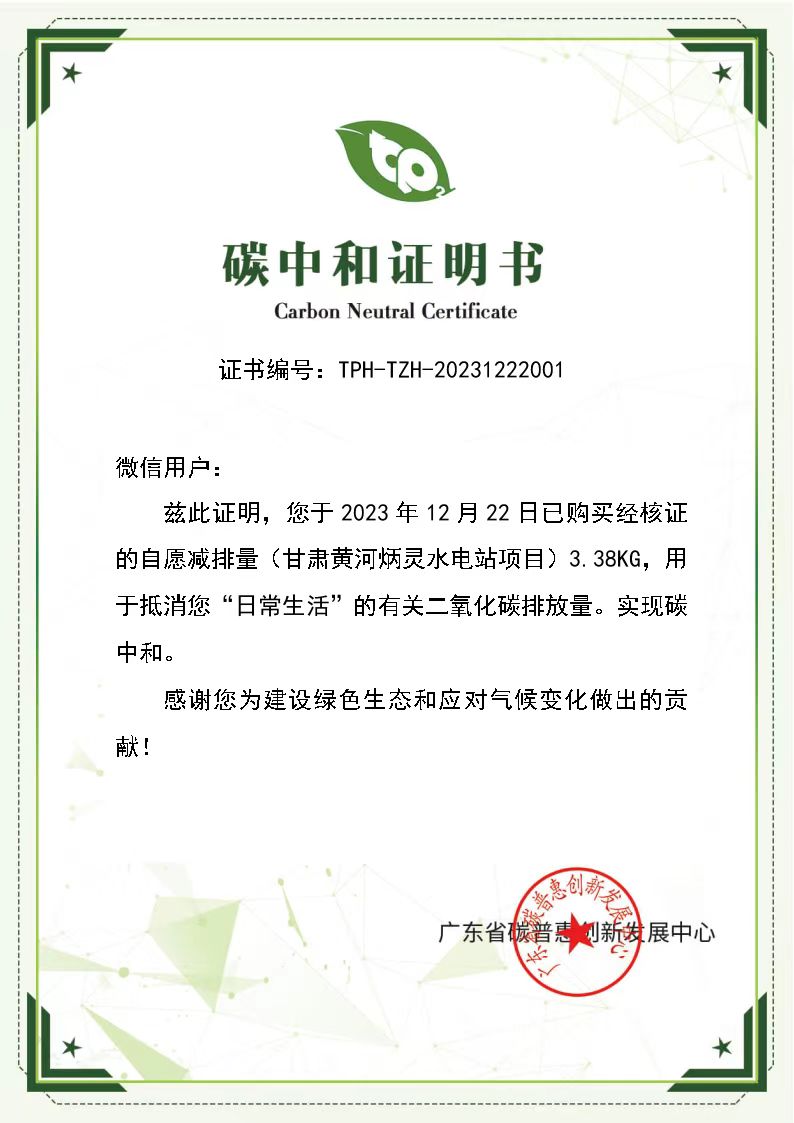 tp2
碳中和证明书
Carbon Neutral Certificate
证书编号：TPH-TZH-20231222001
微信用户：
兹此证明，您于 2023 年 12 月 22 日已购买经核证
的自愿减排量（甘肃黄河炳灵水电站项目）3.38KG，用
于抵消您“日常生活”的有关二氧化碳排放量。实现碳
中和。
感谢您为建设绿色生态和应对气候变化做出的贡
献！
广东省碳普惠创新发展中心
广东省碳普惠创新发展中心